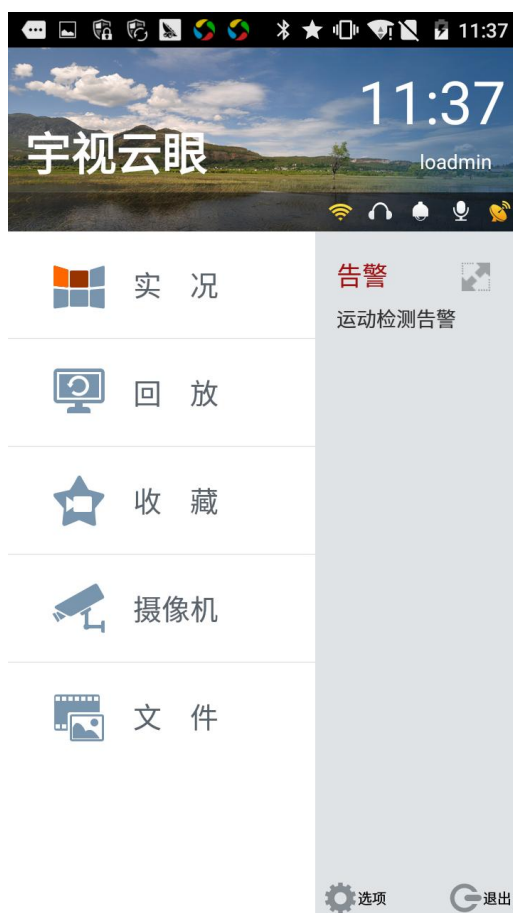 11:37
11:37
宇视云眼
loadmin
实 况
回 放
收 藏
摄像机
文 件
告警
运动检测告警
选项
退出